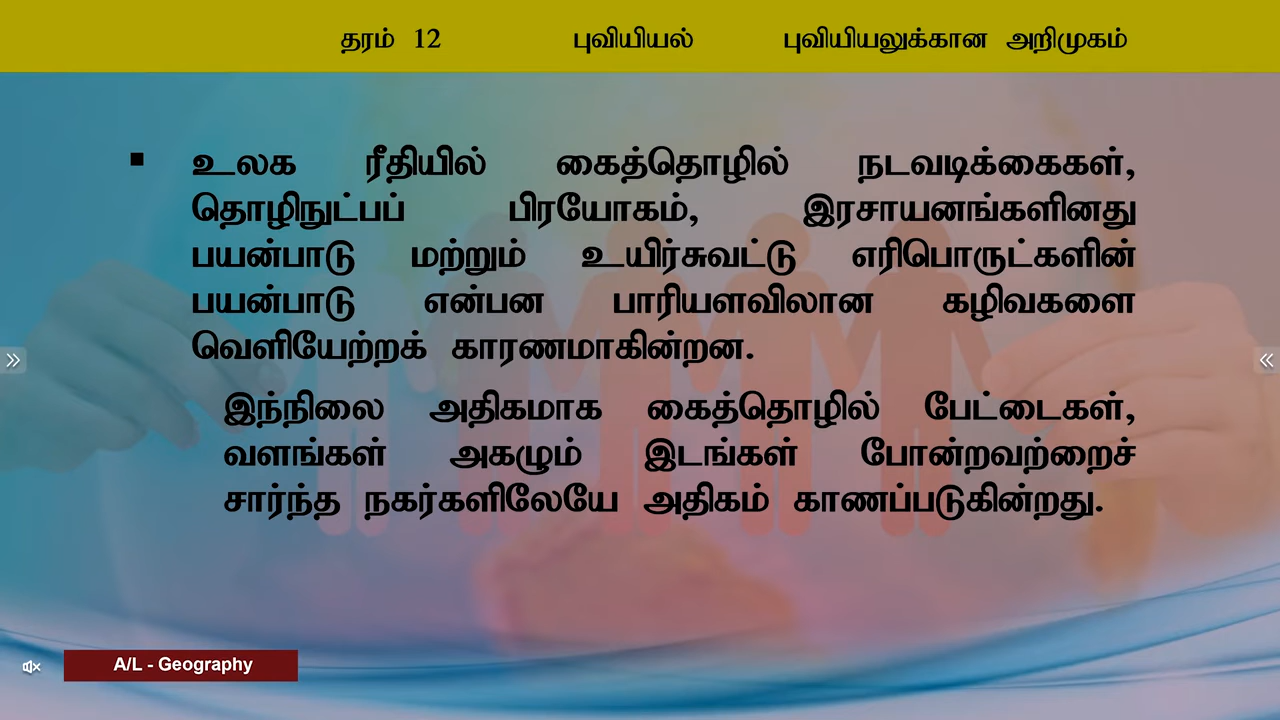 தரம் 12 புவியியல் புவியியலுக்கான அறிமுகம்
▪ உலக ரீதியில் கைத்தொழில் நடவடிக்கைகள்,
தொழிநுட்பப் பிரயோகம், இரசாயனங்களினது
பயன்பாடு மற்றும் உயிர்சுவட்டு எரிபொருட்களின்
பயன்பாடு என்பன பாரியளவிலான கழிவகளை
வெளியேற்றக் காரணமாகின்றன.
இந்நிலை அதிகமாக கைத்தொழில் பேட்டைகள்,
வளங்கள் அகழும் இடங்கள் போன்றவற்றைச்
சார்ந்த நகர்களிலேயே அதிகம் காணப்படுகின்றது.
A/L - Geography